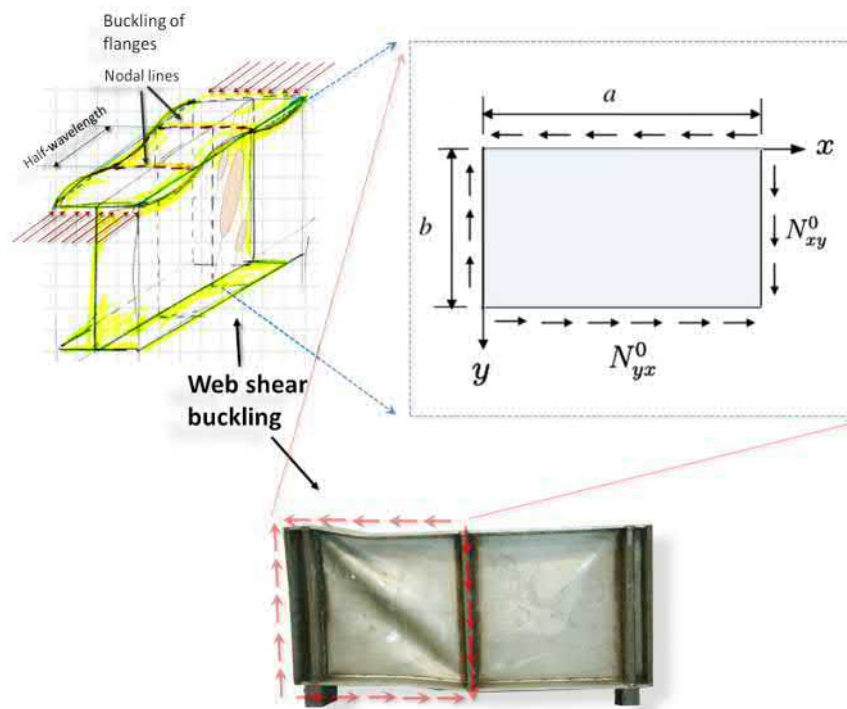 Buckling of
flanges
Nodal lines
Half-wavelength
a
x
b
N⁰xy
y
N⁰yx
Web shear
buckling